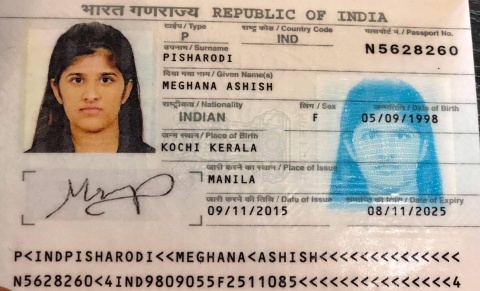 भारत गणराज्य REPUBLIC OF INDIA
टाईप / Type राष्ट्र कोड / Country Code पासपोर्ट नं. / Passport No.
P IND N5628260
उपनाम / Surname
PISHARODI
दिया गया नाम / Given Name(s)
MEGHANA ASHISH
राष्ट्रीयता / Nationality लिंग / Sex जन्मतिथि / Date of Birth
INDIAN F 05/09/1998
जन्म स्थान / Place of Birth
KOCHI KERALA
जारी करने का स्थान / Place of Issue
MANILA
जारी करने की तिथि / Date of Issue समाप्ति की तिथि / Date of Expiry
09/11/2015 08/11/2025
P<INDPISHARODI<<MEGHANA<ASHISH<<<<<<<<<<<<<<
N5628260<4IND9809055F2511085<<<<<<<<<<<<<<<4